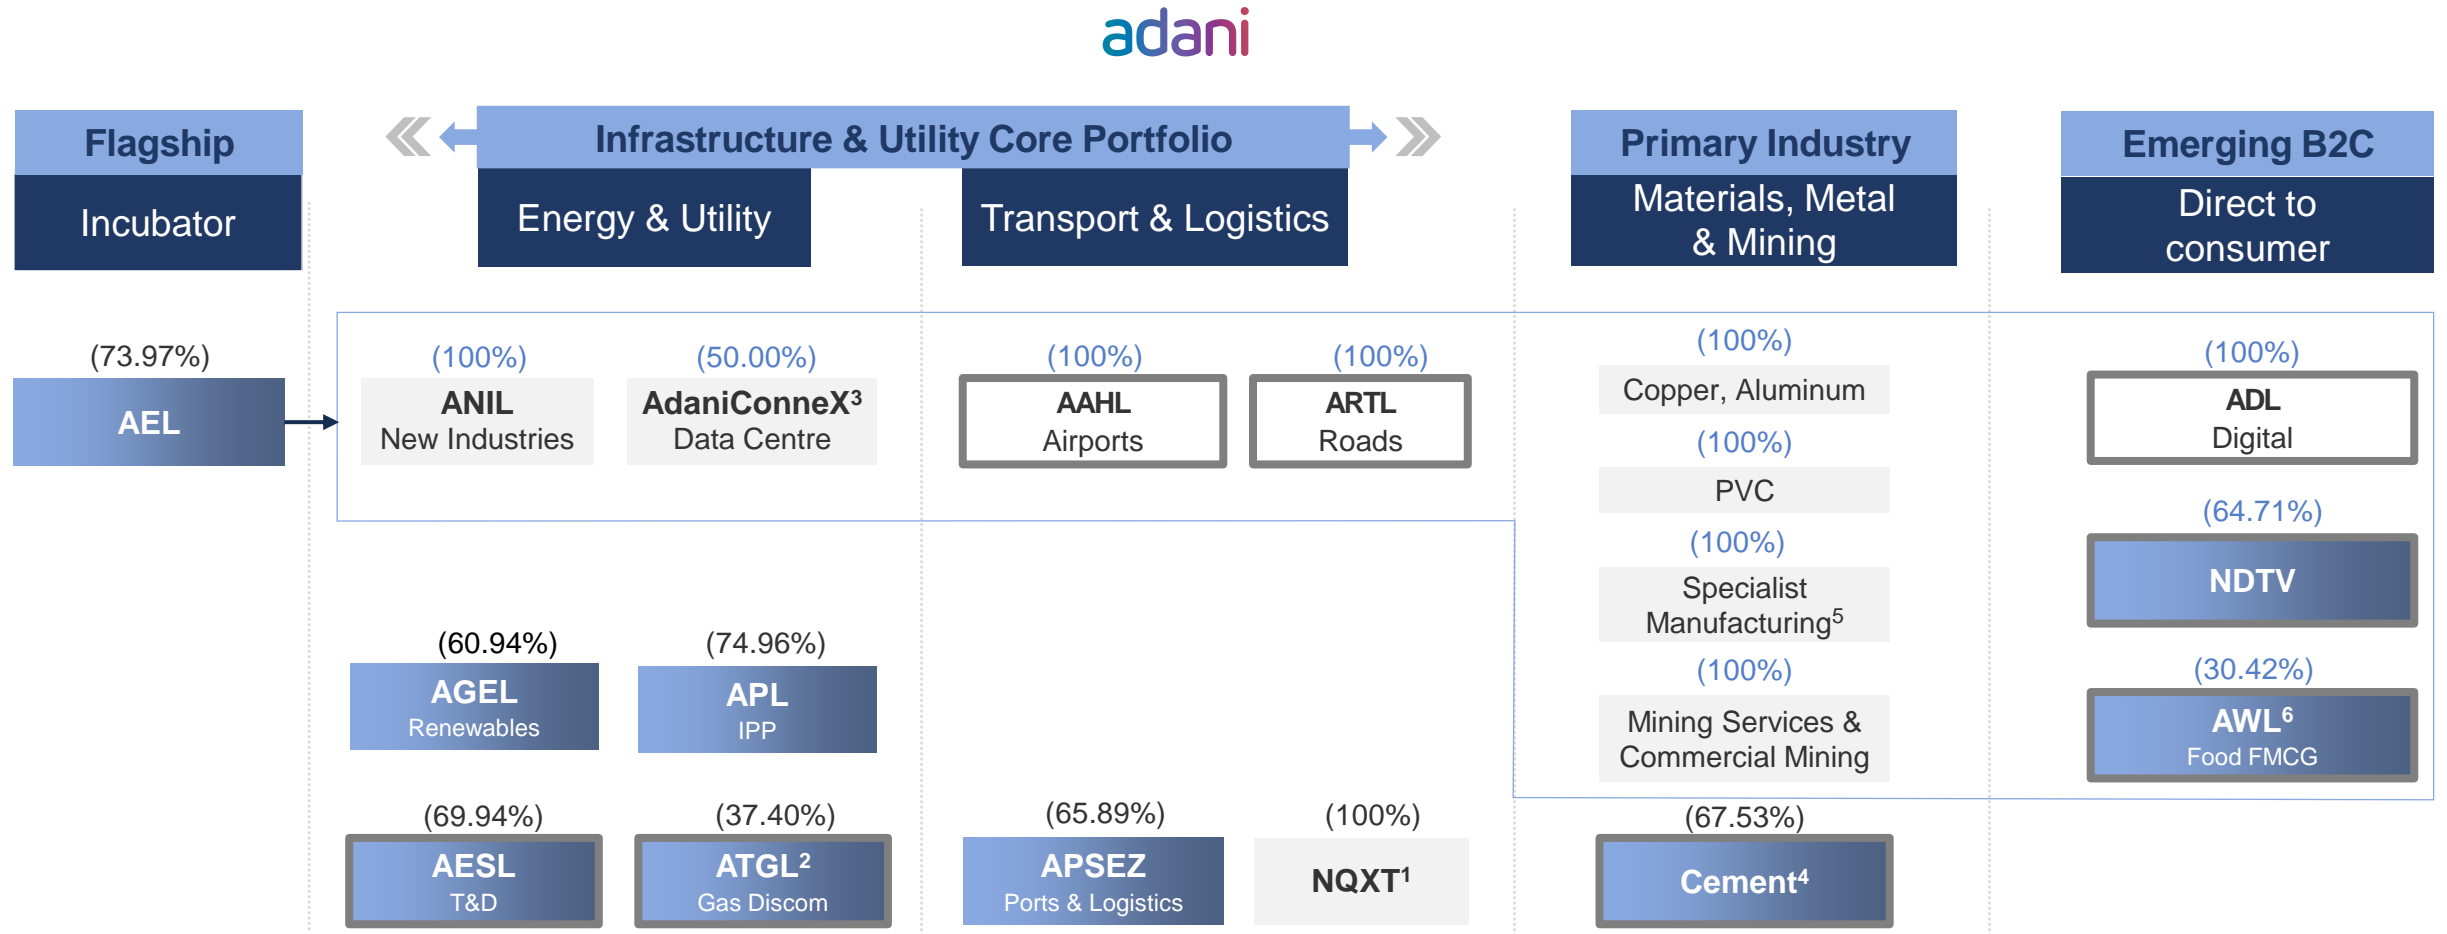 adani
Flagship
Incubator
Infrastructure & Utility Core Portfolio
Energy & Utility
Transport & Logistics
Primary Industry
Materials, Metal
& Mining
Emerging B2C
Direct to
consumer
(73.97%)
AEL
(100%)
ANIL
New Industries
(50.00%)
AdaniConneX³
Data Centre
(100%)
AAHL
Airports
(100%)
ARTL
Roads
(100%)
Copper, Aluminum
(100%)
PVC
(100%)
Specialist
Manufacturing⁵
(100%)
Mining Services &
Commercial Mining
(100%)
ADL
Digital
(64.71%)
NDTV
(30.42%)
AWL⁶
Food FMCG
(60.94%)
AGEL
Renewables
(74.96%)
APL
IPP
(69.94%)
AESL
T&D
(37.40%)
ATGL²
Gas Discom
(65.89%)
APSEZ
Ports & Logistics
(100%)
NQXT¹
(67.53%)
Cement⁴